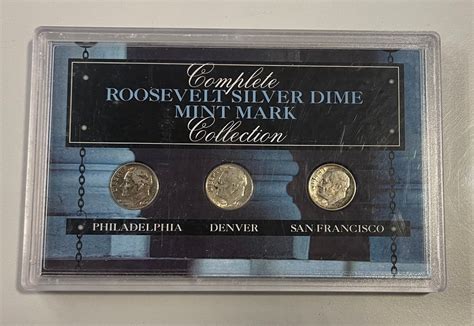 Complete
ROOSEVELT SILVER DIME
MINT MARK
Collection
PHILADELPHIA DENVER SAN FRANCISCO